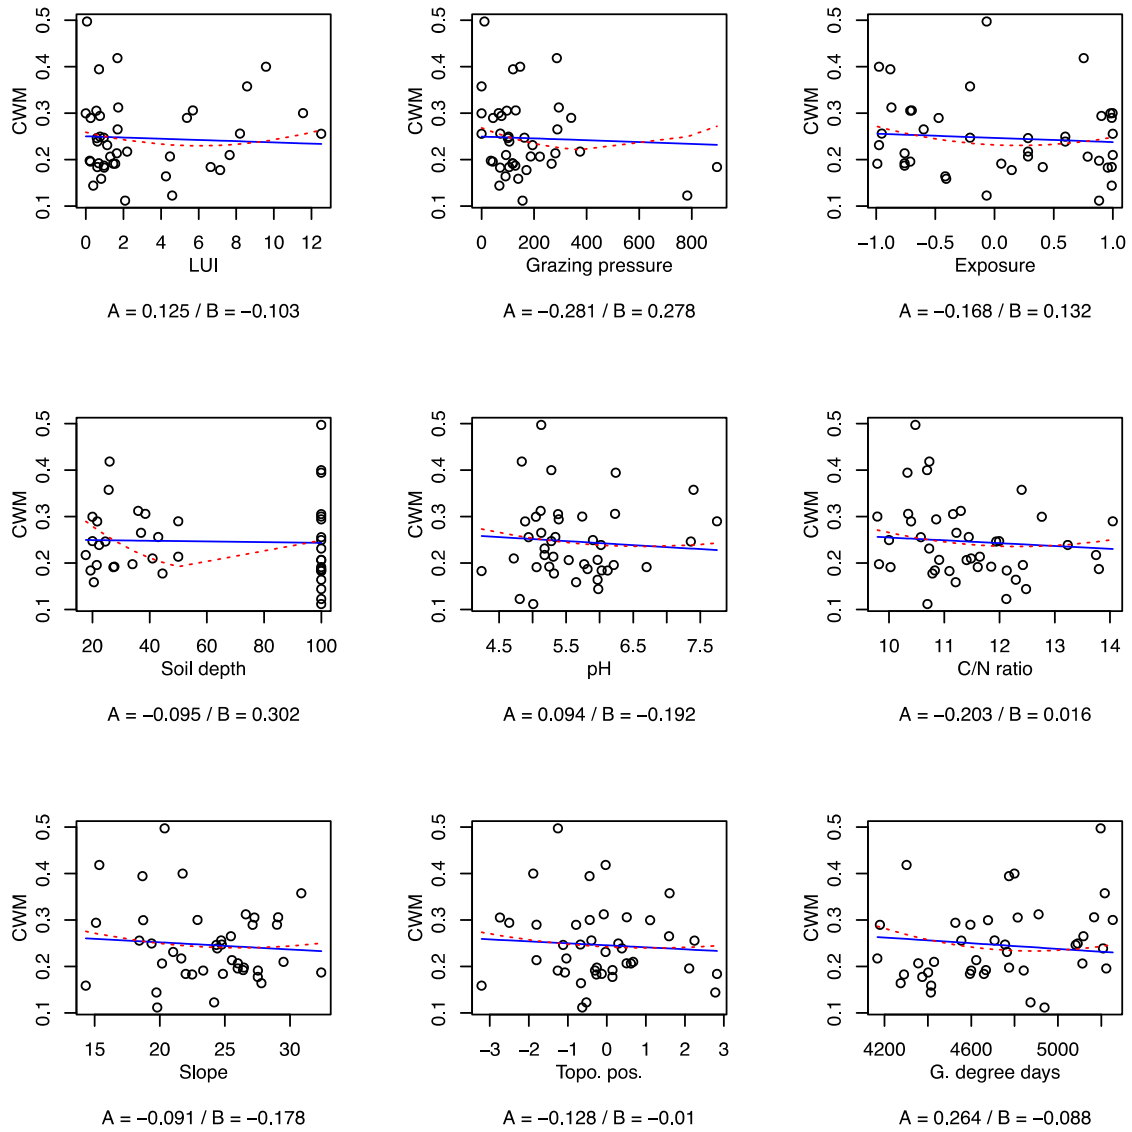 0.5
0.4
0.3
0.2
0.1
CWM
0 2 4 6 8 10 12
LUI
A = 0.125 / B = −0.103
0.5
0.4
0.3
0.2
0.1
CWM
0 200 400 600 800
Grazing pressure
A = −0.281 / B = 0.278
0.5
0.4
0.3
0.2
0.1
CWM
−1.0 −0.5 0.0 0.5 1.0
Exposure
A = −0.168 / B = 0.132
0.5
0.4
0.3
0.2
0.1
CWM
20 40 60 80 100
Soil depth
A = −0.095 / B = 0.302
0.5
0.4
0.3
0.2
0.1
CWM
4.5 5.5 6.5 7.5
pH
A = 0.094 / B = −0.192
0.5
0.4
0.3
0.2
0.1
CWM
10 11 12 13 14
C/N ratio
A = −0.203 / B = 0.016
0.5
0.4
0.3
0.2
0.1
CWM
15 20 25 30
Slope
A = −0.091 / B = −0.178
0.5
0.4
0.3
0.2
0.1
CWM
−3 −2 −1 0 1 2 3
Topo. pos.
A = −0.128 / B = −0.01
0.5
0.4
0.3
0.2
0.1
CWM
4200 4600 5000
G. degree days
A = 0.264 / B = −0.088